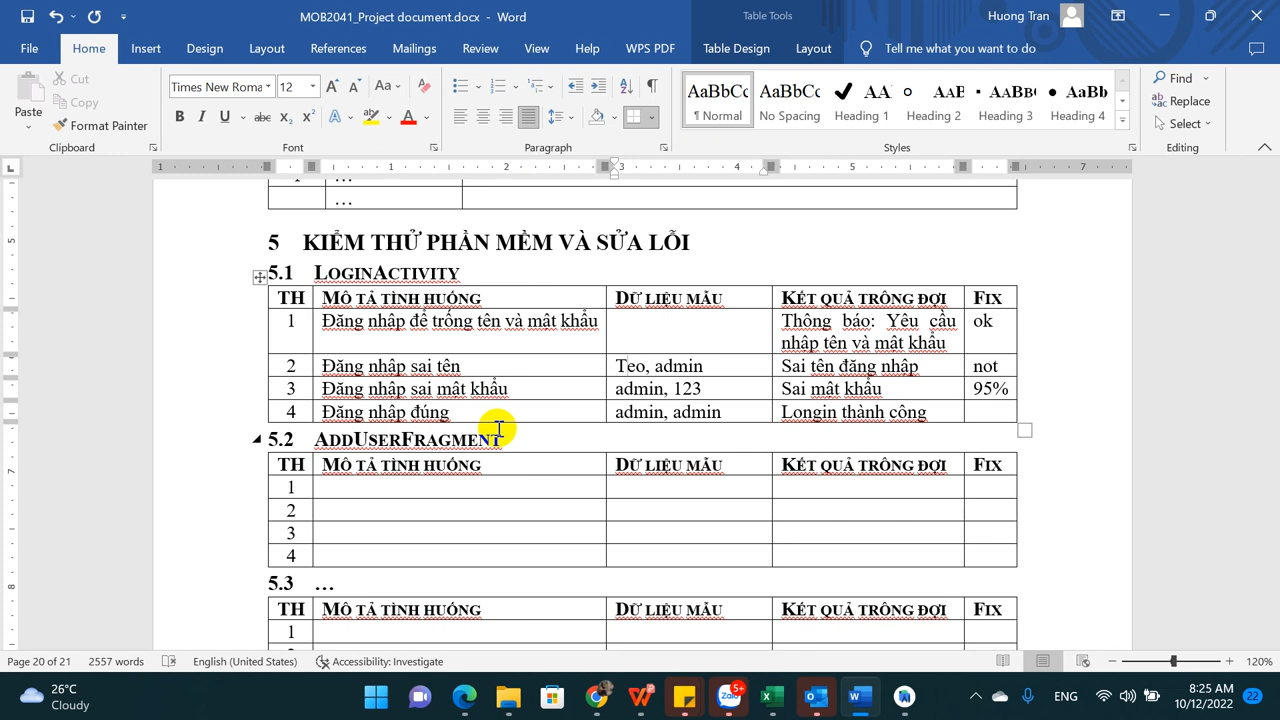 MOB2041_Project document.docx - Word
Table Tools
Huong Tran
File Home Insert Design Layout References Mailings Review View Help WPS PDF Table Design Layout Tell me what you want to do
Paste
Cut
Copy
Format Painter
Clipboard
Times New Roma 12
Font
Paragraph
AaBbCc AaBbCc AA AaB AaBb( AaBb
¶ Normal No Spacing Heading 1 Heading 2 Heading 3 Heading 4
Styles
Find
Replace
Select
Editing
1 1 2 3 4 5 7
…
…
5 KIỂM THỬ PHẦN MỀM VÀ SỬA LỖI
5.1 LOGINACTIVITY
TH MÔ TẢ TÌNH HUỐNG DỮ LIỆU MẪU KẾT QUẢ TRÔNG ĐỢI FIX
1 Đăng nhập để trống tên và mật khẩu Thông báo: Yêu cầu nhập tên và mật khẩu ok
2 Đăng nhập sai tên Teo, admin Sai tên đăng nhập not
3 Đăng nhập sai mật khẩu admin, 123 Sai mật khẩu 95%
4 Đăng nhập đúng admin, admin Longin thành công
5.2 ADDUSERFRAGMENT
TH MÔ TẢ TÌNH HUỐNG DỮ LIỆU MẪU KẾT QUẢ TRÔNG ĐỢI FIX
1
2
3
4
5.3 …
TH MÔ TẢ TÌNH HUỐNG DỮ LIỆU MẪU KẾT QUẢ TRÔNG ĐỢI FIX
1
Page 20 of 21 2557 words English (United States) Accessibility: Investigate 120%
26°C
Cloudy
5+
ENG
8:25 AM
10/12/2022
22